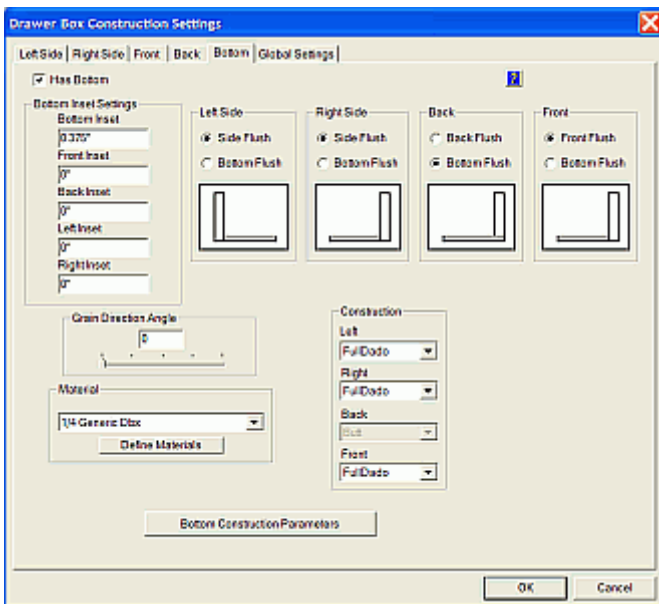 Drawer Box Construction Settings
Left Side Right Side Front Back Bottom Global Settings
Has Bottom
?
Bottom Inset Settings
Bottom Inset
0.375"
Front Inset
0"
Back Inset
0"
Left Inset
0"
Right Inset
0"
Left Side
Side Flush
Bottom Flush
Right Side
Side Flush
Bottom Flush
Back
Back Flush
Bottom Flush
Front
Front Flush
Bottom Flush
Grain Direction Angle
0
Material
1/4 Generic Dbx
Define Materials
Construction
Left
FullDado
Right
FullDado
Back
Butt
Front
FullDado
Bottom Construction Parameters
OK Cancel